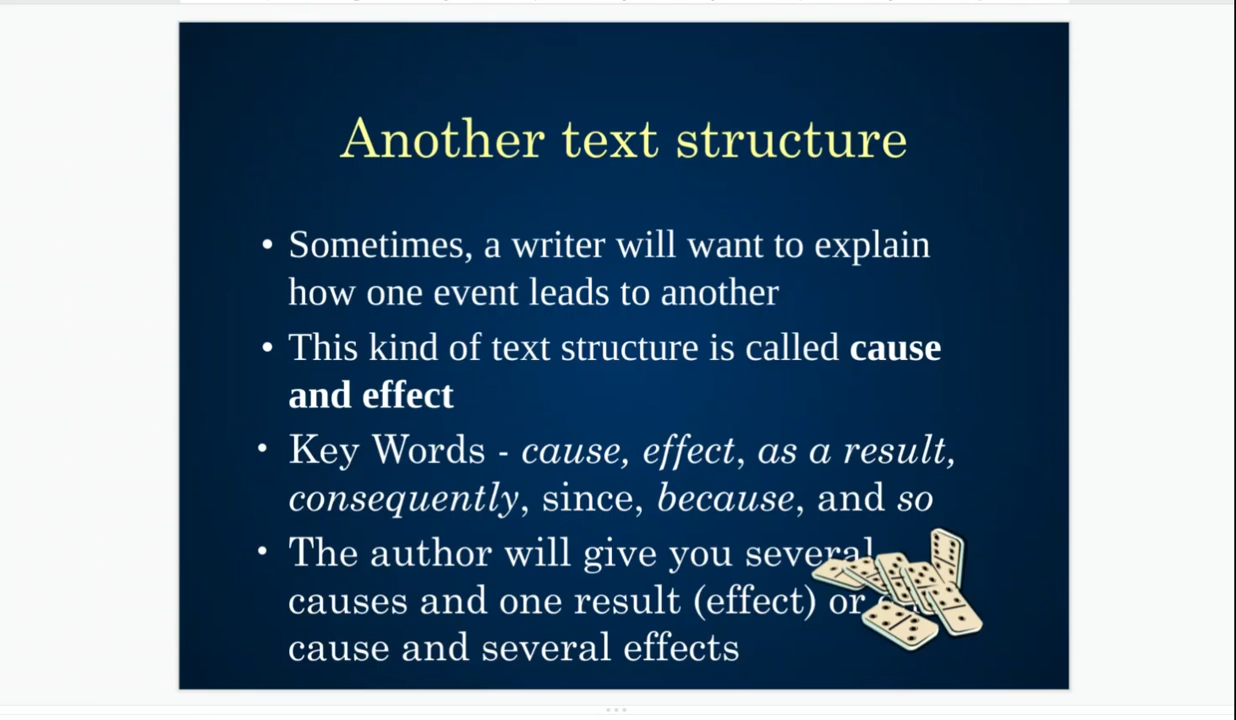 Another text structure
• Sometimes, a writer will want to explain
how one event leads to another
• This kind of text structure is called cause
and effect
• Key Words - cause, effect, as a result,
consequently, since, because, and so
• The author will give you several
causes and one result (effect) or
cause and several effects